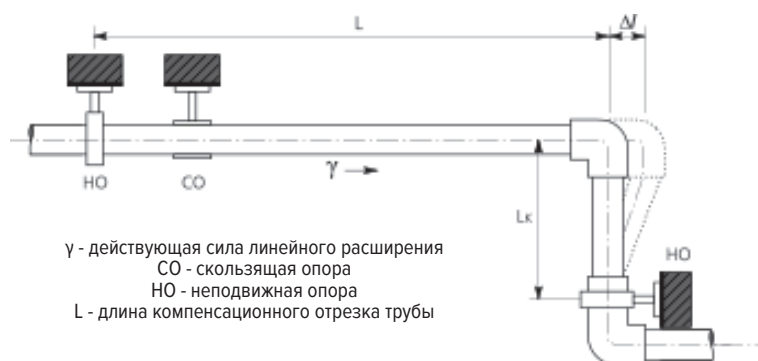 L
Δl
НО
СО
γ
Lк
НО
γ - действующая сила линейного расширения
СО - скользящая опора
НО - неподвижная опора
L - длина компенсационного отрезка трубы